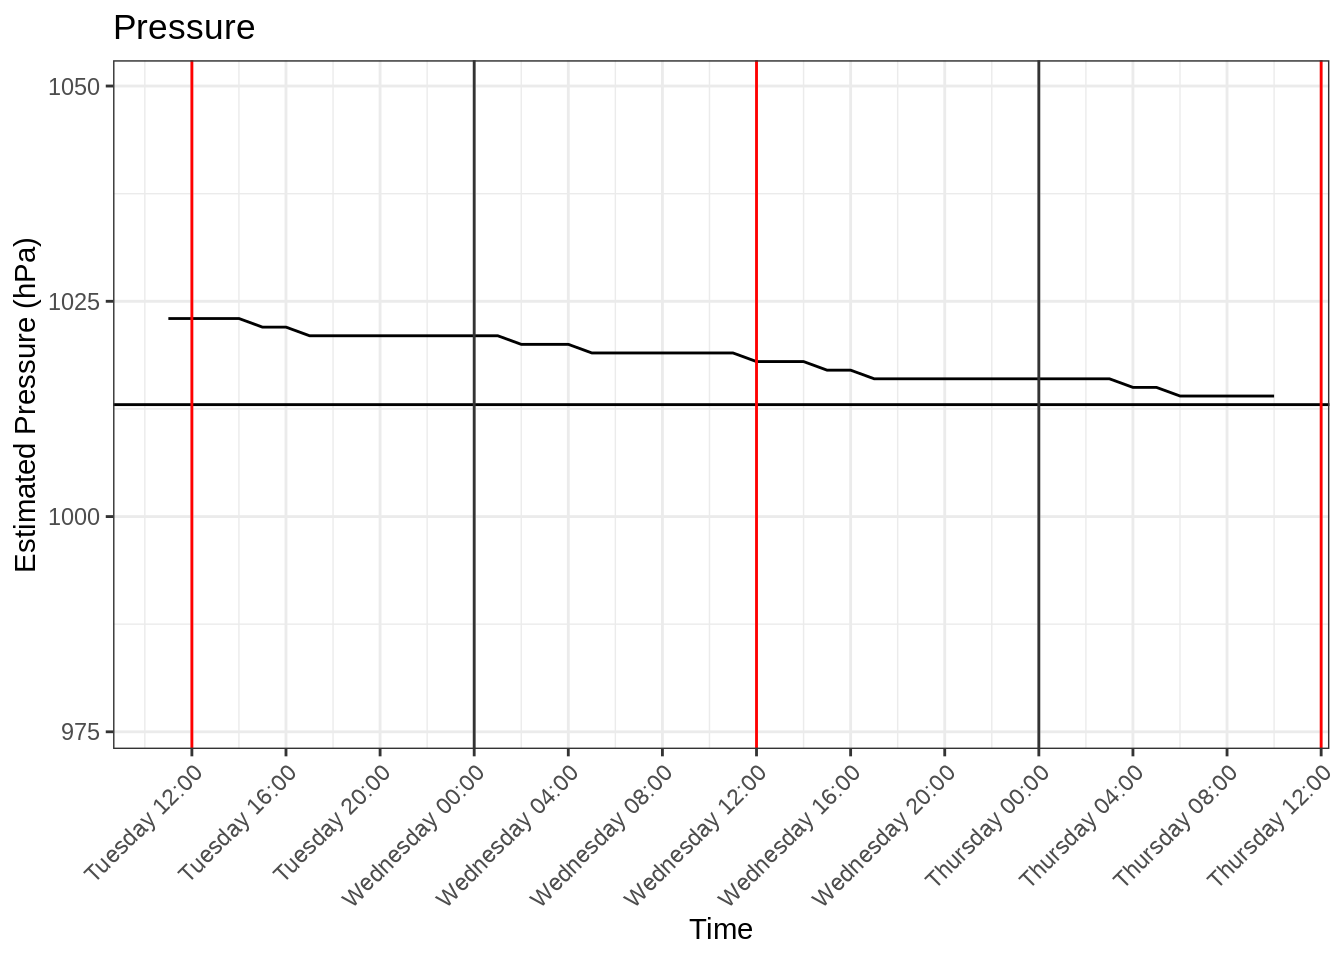 Pressure
Estimated Pressure (hPa)
1050
1025
1000
975
Tuesday 12:00
Tuesday 16:00
Tuesday 20:00
Wednesday 00:00
Wednesday 04:00
Wednesday 08:00
Wednesday 12:00
Wednesday 16:00
Wednesday 20:00
Thursday 00:00
Thursday 04:00
Thursday 08:00
Thursday 12:00
Time